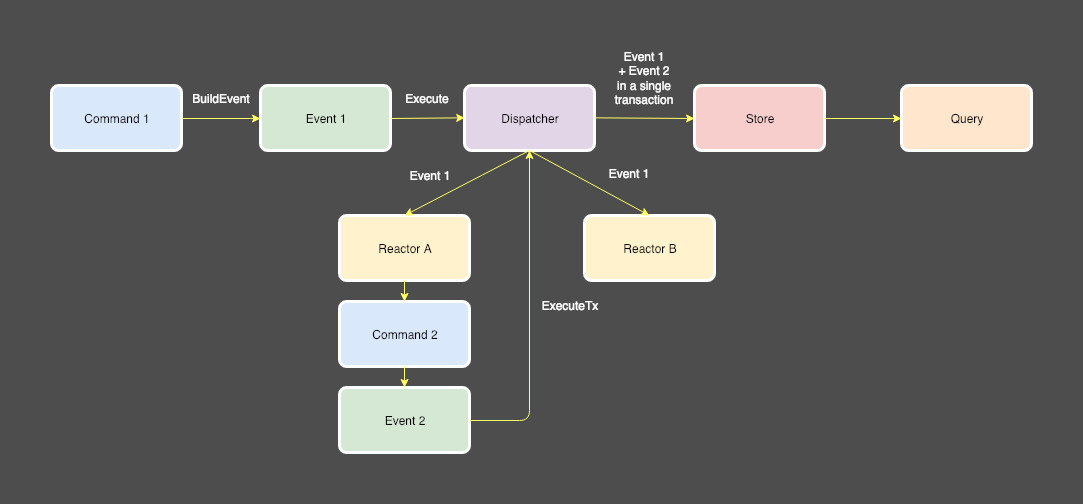 Event 1
+ Event 2
in a single
transaction
BuildEvent
Execute
Command 1
Event 1
Dispatcher
Store
Query
Event 1
Event 1
Reactor A
Reactor B
ExecuteTx
Command 2
Event 2